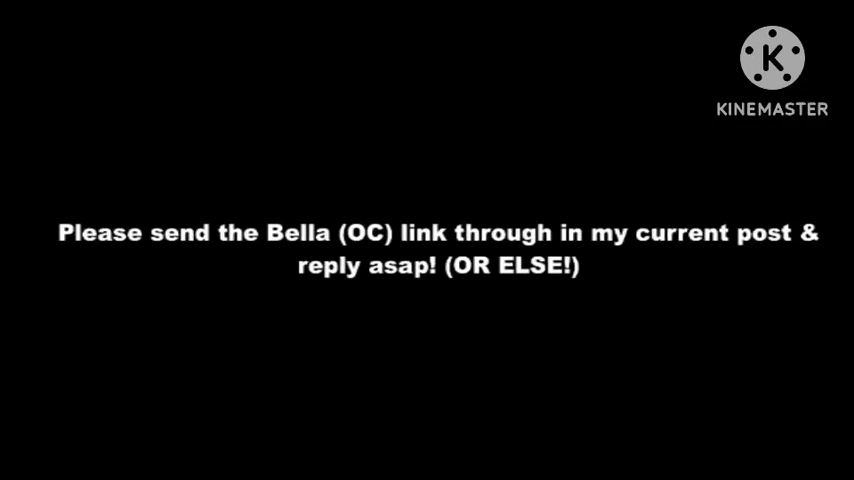 KINEMASTER
Please send the Bella (OC) link through in my current post &
reply asap! (OR ELSE!)